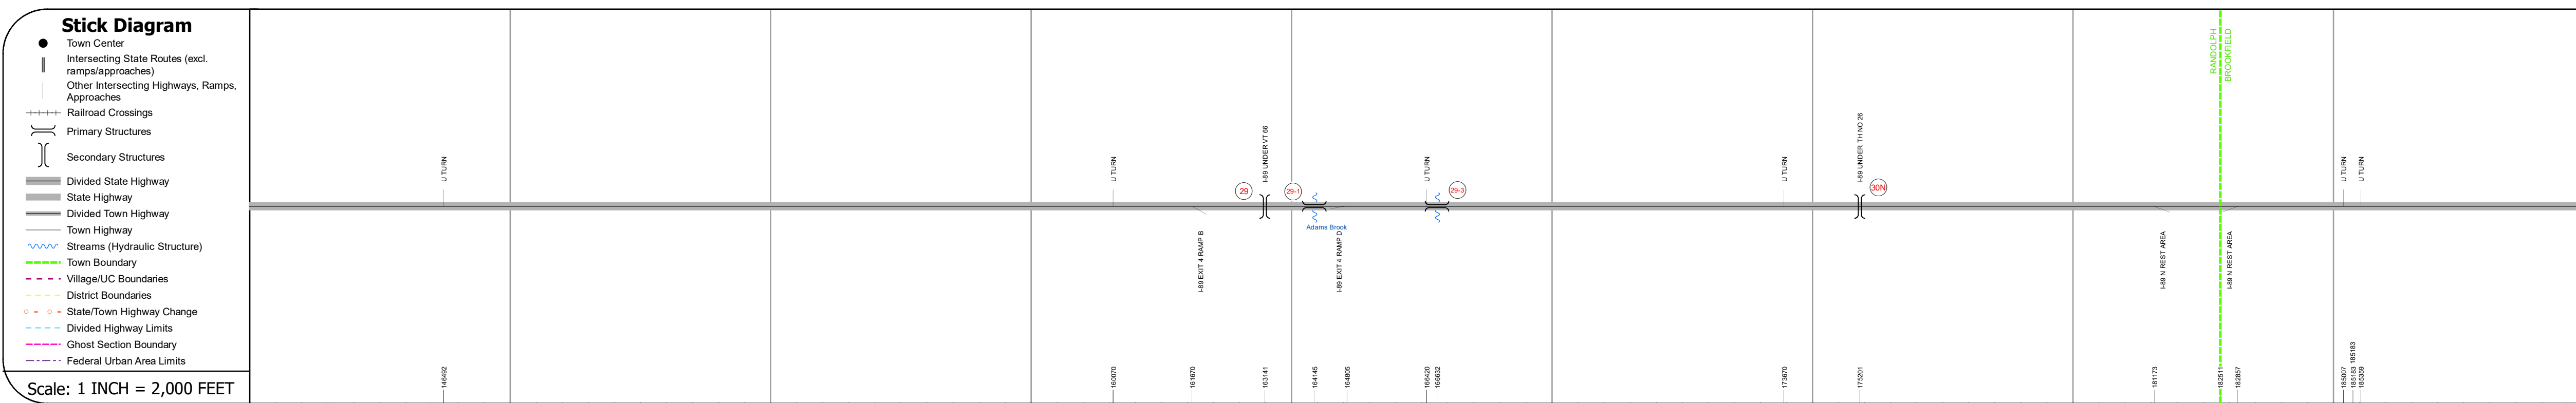 Stick Diagram
Town Center
Intersecting State Routes (excl.
ramps/approaches)
Other Intersecting Highways, Ramps,
Approaches
Railroad Crossings
Primary Structures
Secondary Structures
Divided State Highway
State Highway
Divided Town Highway
Town Highway
Streams (Hydraulic Structure)
Town Boundary
Village/UC Boundaries
District Boundaries
State/Town Highway Change
Divided Highway Limits
Ghost Section Boundary
Federal Urban Area Limits
Scale: 1 INCH = 2,000 FEET
U TURN
U TURN
I-89 UNDER VT 66
U TURN
U TURN
I-89 UNDER TH NO 26
RANDOLPH
BROOKFIELD
U TURN
U TURN
29
29-1
29-3
30N
Adams Brook
I-89 EXIT 4 RAMP B
I-89 EXIT 4 RAMP D
I-89 N REST AREA
I-89 N REST AREA
146492
160070
161670
163141
164145
164805
166420
166632
173670
175201
181173
182511
182857
185007
185183 185183
185359